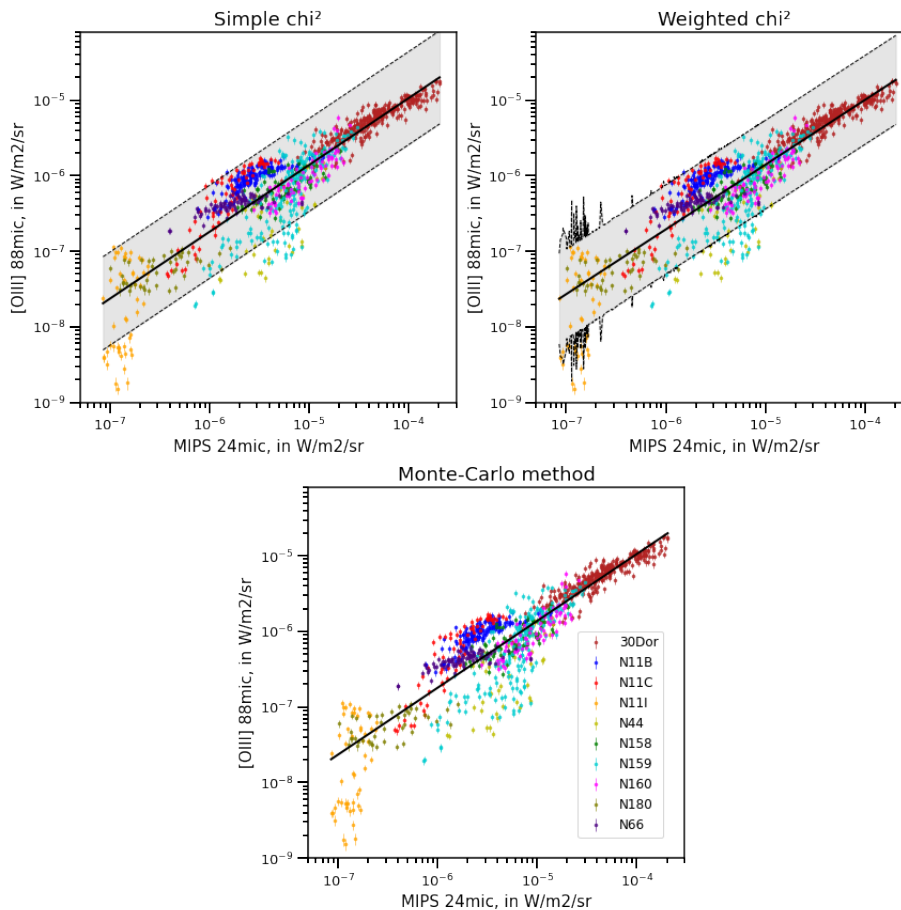 Simple chi²
[OIII] 88mic, in W/m2/sr
10⁻⁵
10⁻⁶
10⁻⁷
10⁻⁸
10⁻⁹
10⁻⁷ 10⁻⁶ 10⁻⁵ 10⁻⁴
MIPS 24mic, in W/m2/sr
Weighted chi²
[OIII] 88mic, in W/m2/sr
10⁻⁵
10⁻⁶
10⁻⁷
10⁻⁸
10⁻⁹
10⁻⁷ 10⁻⁶ 10⁻⁵ 10⁻⁴
MIPS 24mic, in W/m2/sr
Monte-Carlo method
[OIII] 88mic, in W/m2/sr
10⁻⁵
10⁻⁶
10⁻⁷
10⁻⁸
10⁻⁹
30Dor
N11B
N11C
N11I
N44
N158
N159
N160
N180
N66
10⁻⁷ 10⁻⁶ 10⁻⁵ 10⁻⁴
MIPS 24mic, in W/m2/sr